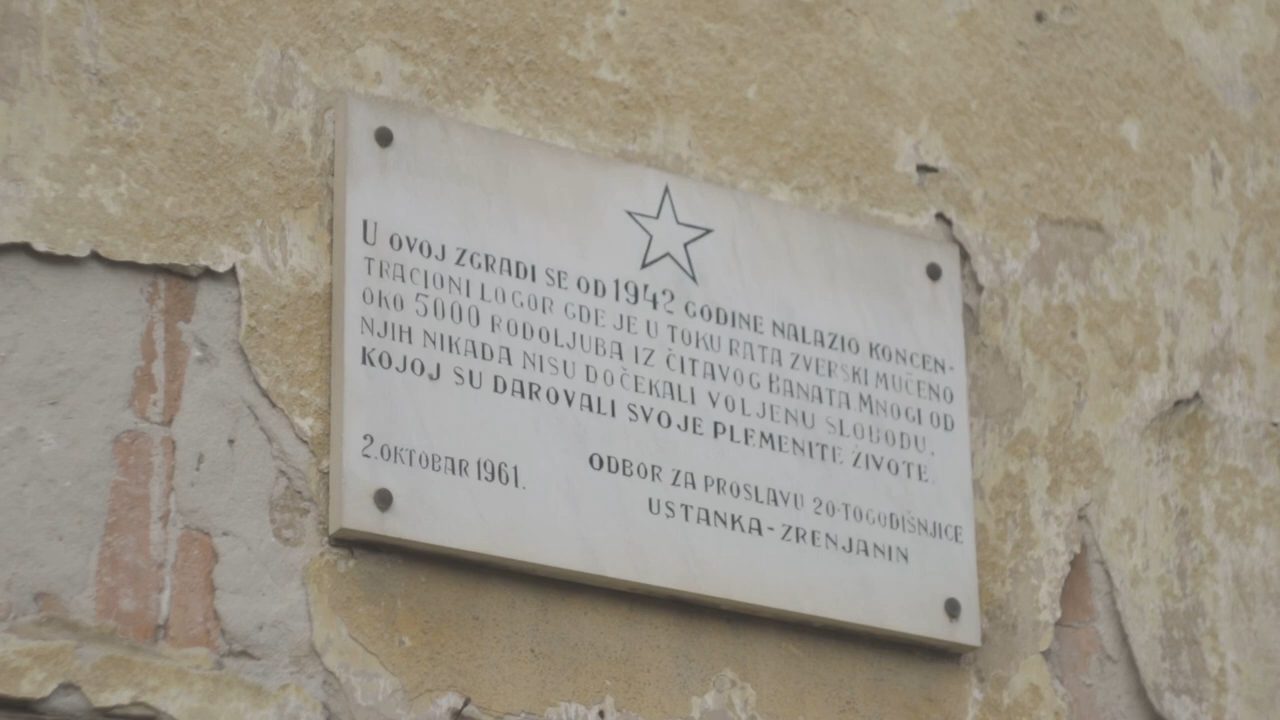 U OVOJ ZGRADI SE OD 1942 GODINE NALAZIO KONCEN-
TRACIONI LOGOR GDE JE U TOKU RATA ZVERSKI MUČENO
OKO 5000 RODOLJUBA IZ ČITAVOG BANATA. MNOGI OD
NJIH NIKADA NISU DOČEKALI VOLJENU SLOBODU,
KOJOJ SU DAROVALI SVOJE PLEMENITE ŽIVOTE.
2. OKTOBAR 1961.
ODBOR ZA PROSLAVU 20-TOGODIŠNJICE
USTANKA - ZRENJANIN